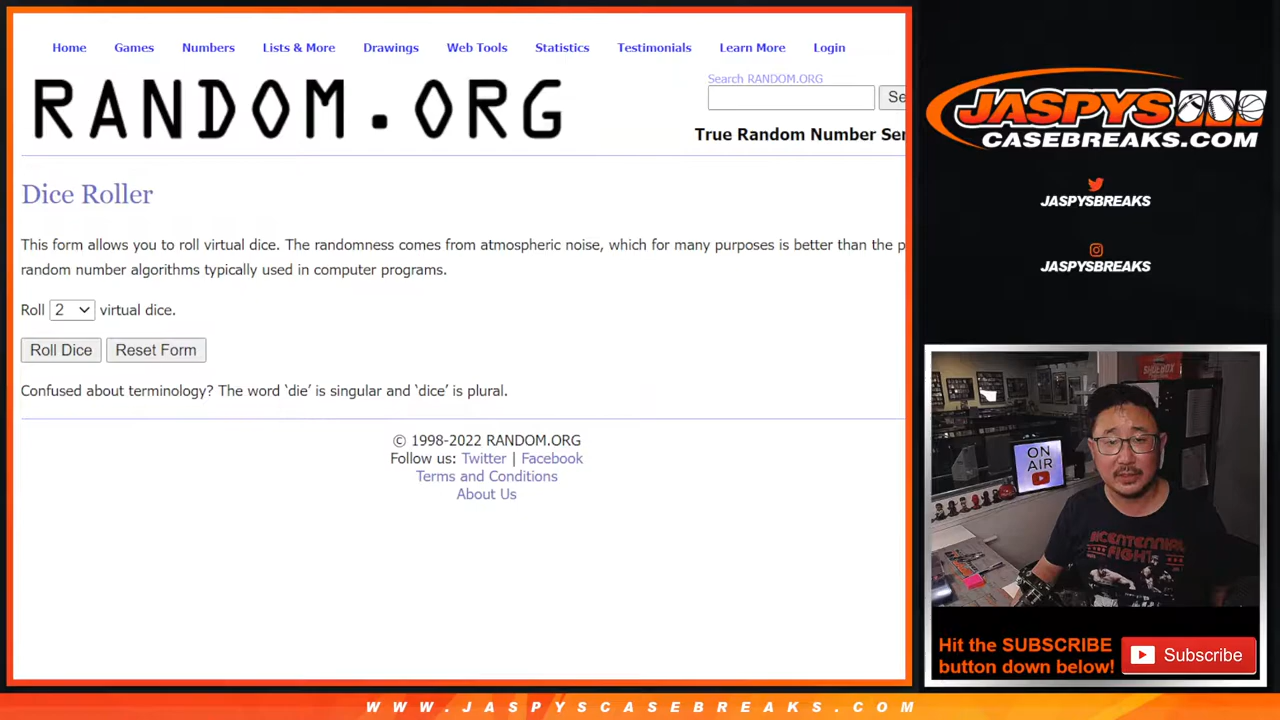 Home Games Numbers Lists & More Drawings Web Tools Statistics Testimonials Learn More Login
RANDOM.ORG
Search RANDOM.ORG
Se
True Random Number Ser
Dice Roller
This form allows you to roll virtual dice. The randomness comes from atmospheric noise, which for many purposes is better than the p
random number algorithms typically used in computer programs.
Roll 2 virtual dice.
Roll Dice Reset Form
Confused about terminology? The word ‘die’ is singular and ‘dice’ is plural.
© 1998-2022 RANDOM.ORG
Follow us: Twitter | Facebook
Terms and Conditions
About Us
JASPYS
CASEBREAKS.COM
JASPYSBREAKS
JASPYSBREAKS
SHOEBOX
ON
AIR
BICENTENNIAL
FIGHT
Hit the SUBSCRIBE
button down below!
Subscribe
WWW.JASPYSCASEBREAKS.COM